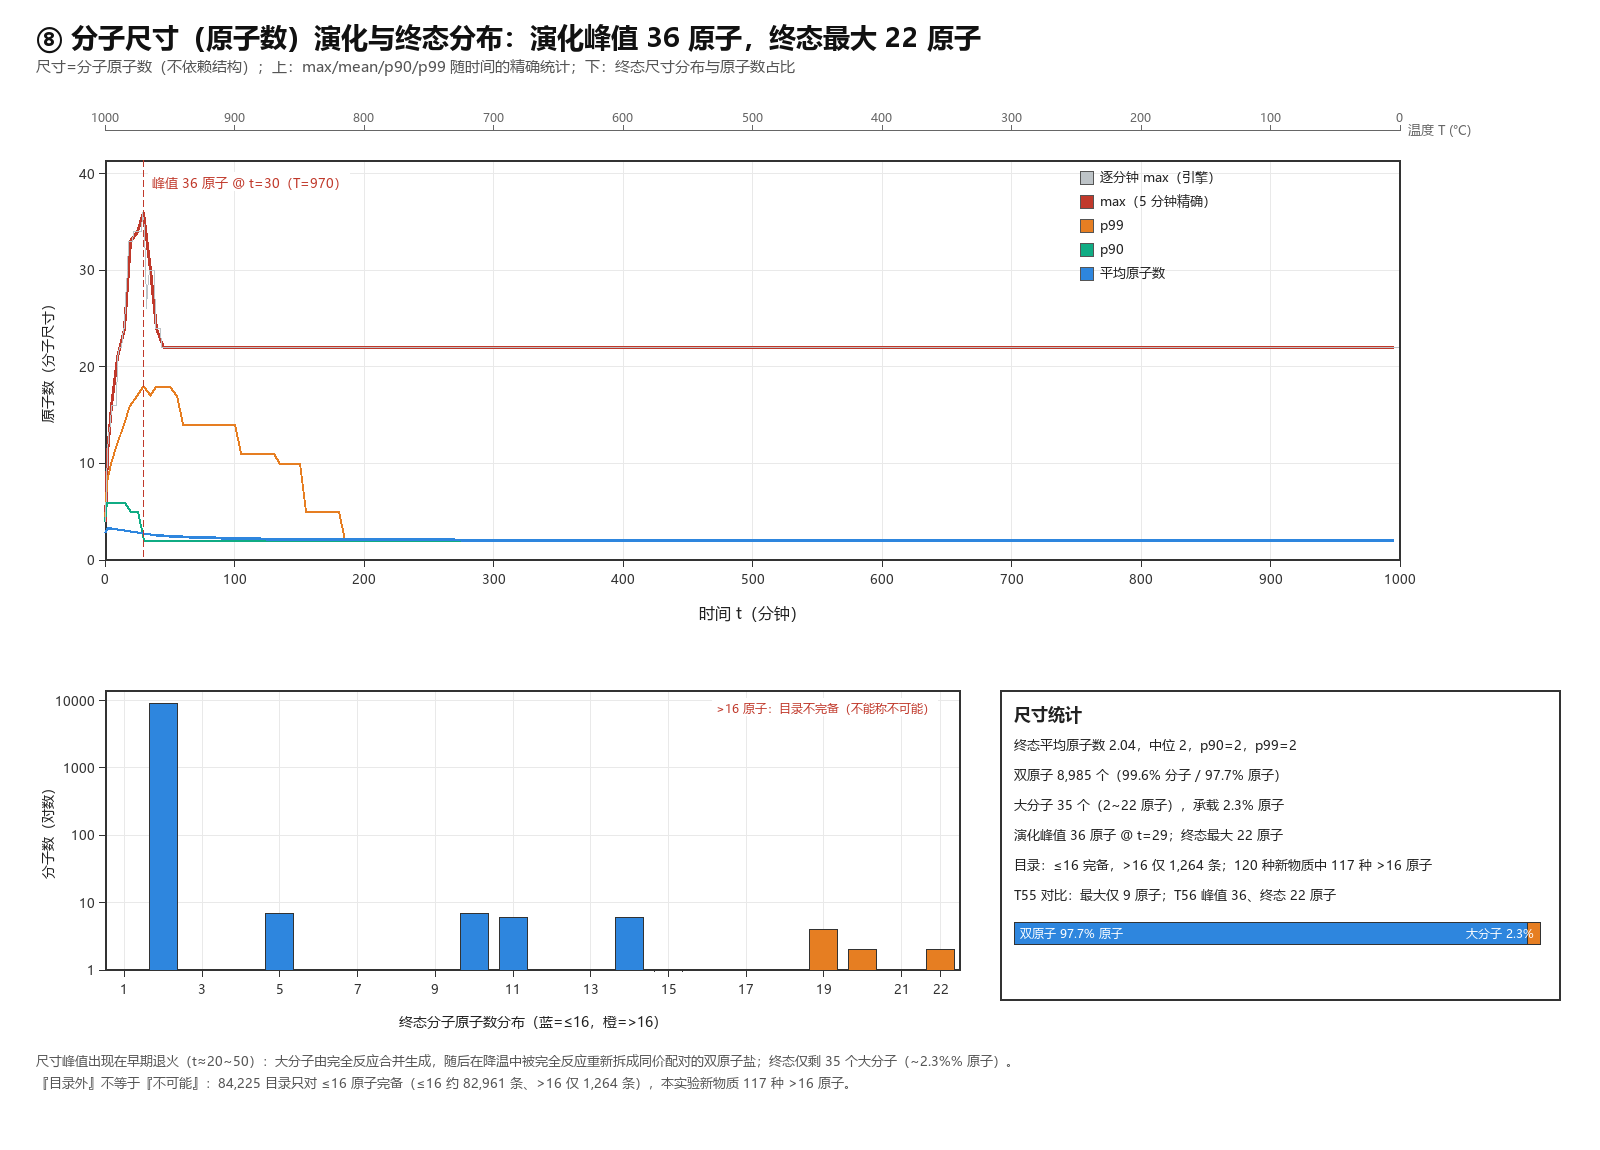 ⑧ 分子尺寸（原子数）演化与终态分布：演化峰值 36 原子，终态最大 22 原子
尺寸=分子原子数（不依赖结构）；上：max/mean/p90/p99 随时间的精确统计；下：终态尺寸分布与原子数占比
1000 900 800 700 600 500 400 300 200 100 0
温度 T (°C)
峰值 36 原子 @ t=30（T=970）
逐分钟 max（引擎）
max（5 分钟精确）
p99
p90
平均原子数
40
30
20
10
0
原子数（分子尺寸）
0 100 200 300 400 500 600 700 800 900 1000
时间 t（分钟）
>16 原子：目录不完备（不能称不可能）
10000
1000
100
10
1
分子数（对数）
1 3 5 7 9 11 13 15 17 19 21 22
终态分子原子数分布（蓝=≤16，橙=>16）
尺寸统计
终态平均原子数 2.04，中位 2，p90=2，p99=2
双原子 8,985 个（99.6% 分子 / 97.7% 原子）
大分子 35 个（2~22 原子），承载 2.3% 原子
演化峰值 36 原子 @ t=29；终态最大 22 原子
目录：≤16 完备，>16 仅 1,264 条；120 种新物质中 117 种 >16 原子
T55 对比：最大仅 9 原子；T56 峰值 36、终态 22 原子
双原子 97.7% 原子
大分子 2.3%
尺寸峰值出现在早期退火（t≈20~50）：大分子由完全反应合并生成，随后在降温中被完全反应重新拆成同价配对的双原子盐；终态仅剩 35 个大分子（~2.3%% 原子）。
『目录外』不等于『不可能』：84,225 目录只对 ≤16 原子完备（≤16 约 82,961 条、>16 仅 1,264 条），本实验新物质 117 种 >16 原子。